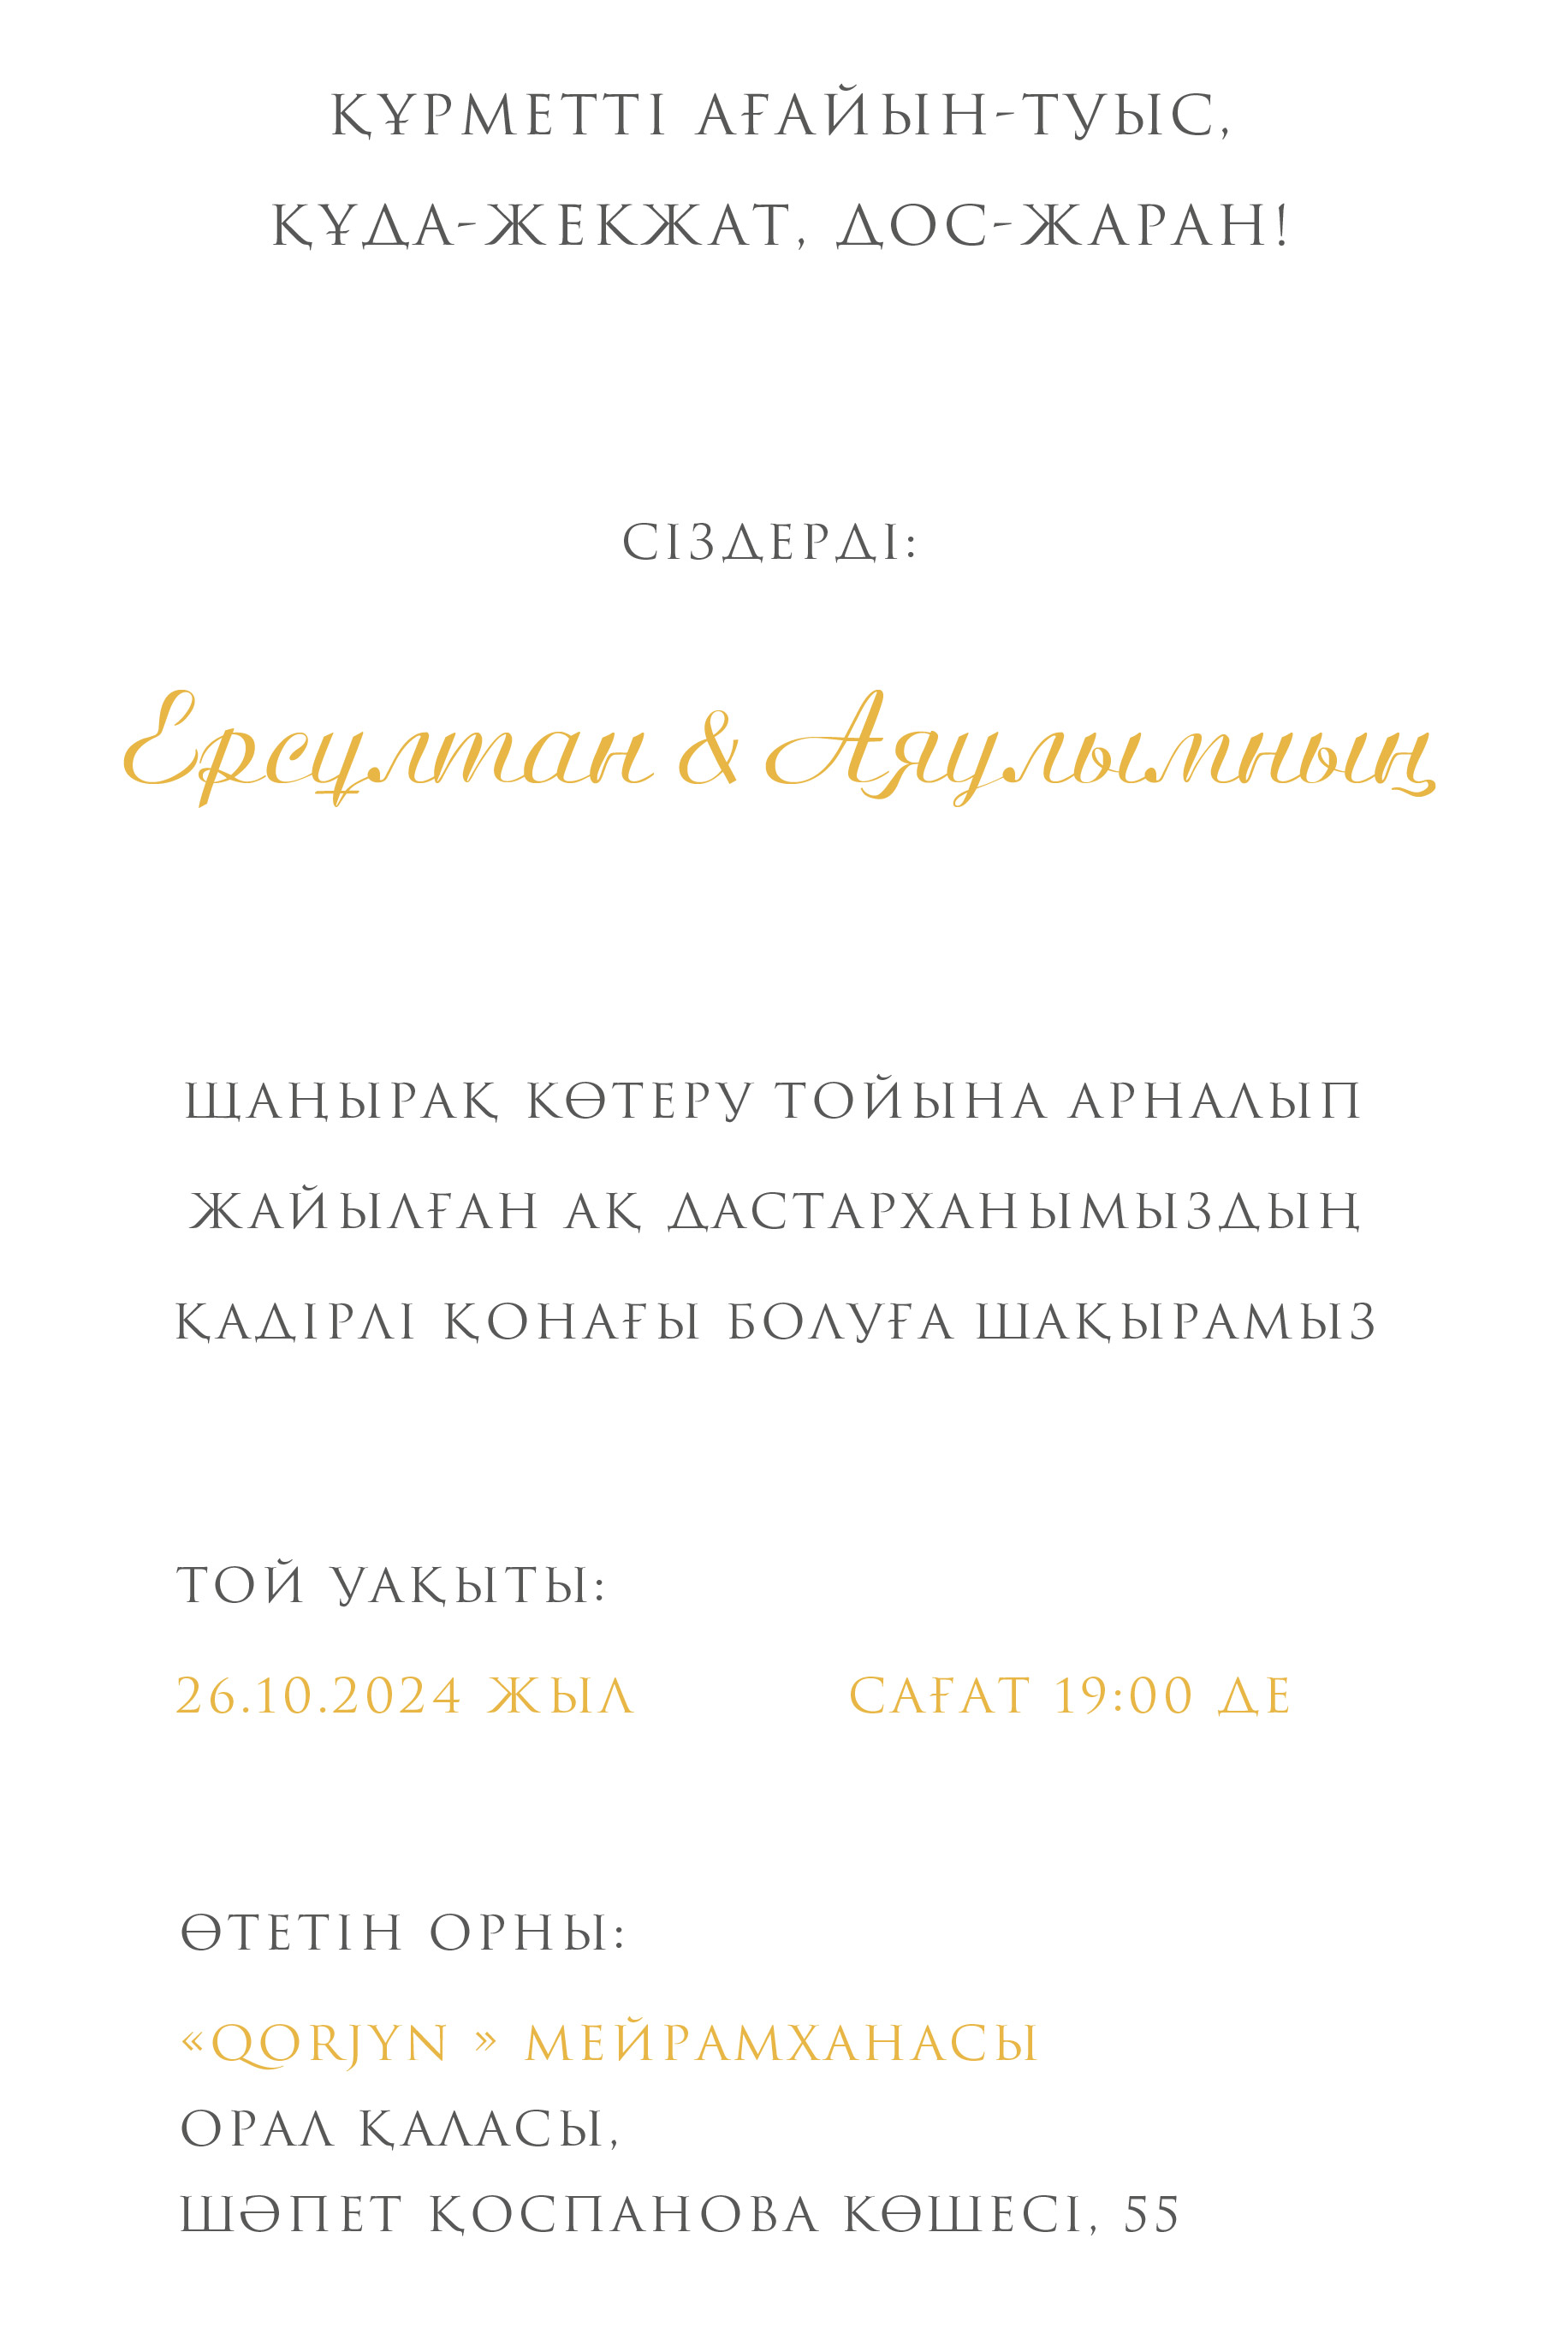 ҚҰРМЕТТІ АҒАЙЫН-ТУЫС,
ҚҰДА-ЖЕКЖАТ, ДОС-ЖАРАН!
СІЗДЕРДІ:
Ерсұлтан & Аяулымның
ЩАҢЫРАҚ КӨТЕРУ ТОЙЫНА АРНАЛЫП
ЖАЙЫЛҒАН АҚ ДАСТАРХАНЫМЫЗДЫҢ
ҚАДІРЛІ ҚОНАҒЫ БОЛУҒА ШАҚЫРАМЫЗ
ТОЙ УАҚЫТЫ:
26.10.2024 ЖЫЛ САҒАТ 19:00 ДЕ
ӨТЕТІН ОРНЫ:
«QORJYN » МЕЙРАМХАНАСЫ
ОРАЛ ҚАЛАСЫ,
ШӘПЕТ ҚОСПАНОВА КӨШЕСІ, 55